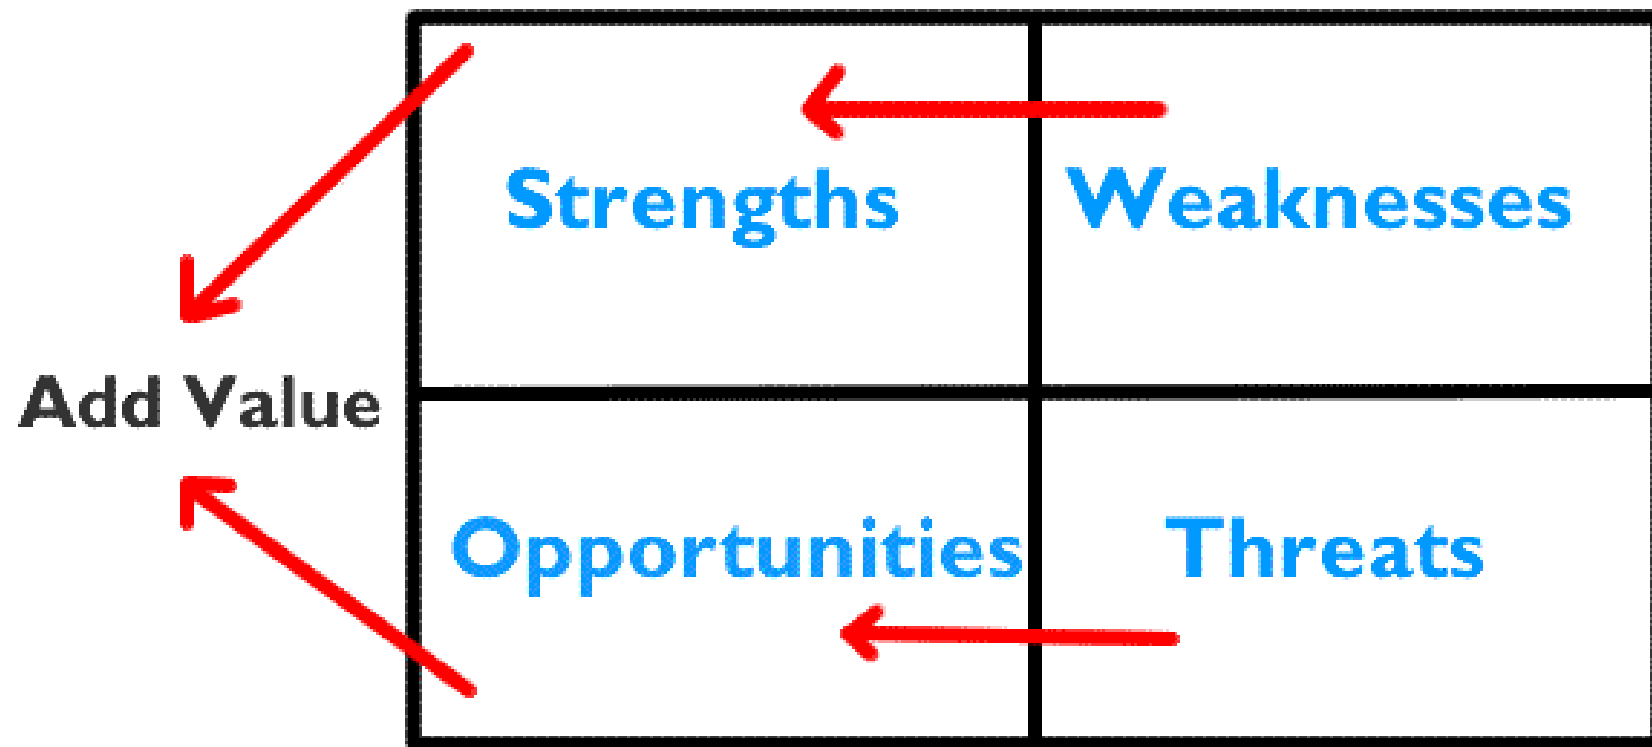 Strengths
Weaknesses
Add Value
Opportunities
Threats